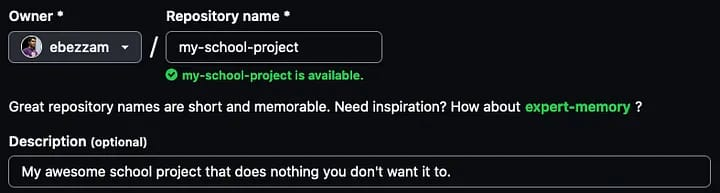 Owner * Repository name *
ebezzam / my-school-project
my-school-project is available.
Great repository names are short and memorable. Need inspiration? How about expert-memory ?
Description (optional)
My awesome school project that does nothing you don't want it to.